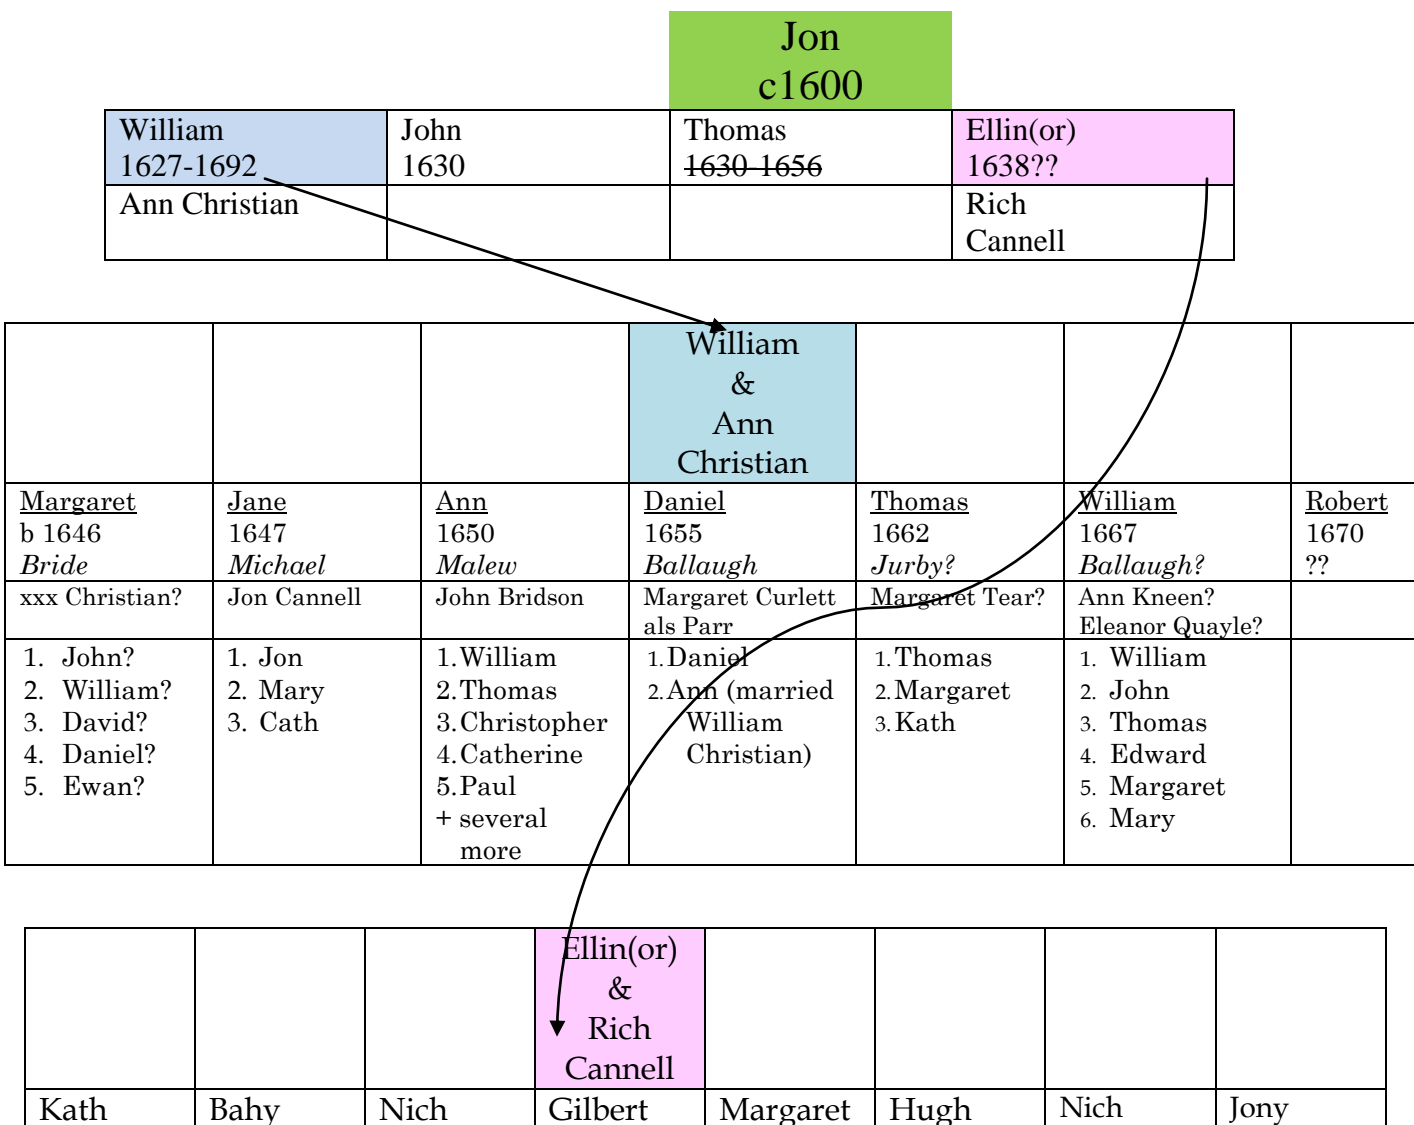 Jon
c1600
William
1627-1692
John
1630
Thomas
1630-1656
Ellin(or)
1638??
Ann Christian
Rich
Cannell
William
&
Ann
Christian
Margaret
b 1646
Bride
Jane
1647
Michael
Ann
1650
Malew
Daniel
1655
Ballaugh
Thomas
1662
Jurby?
William
1667
Ballaugh?
Robert
1670
??
xxx Christian?
Jon Cannell
John Bridson
Margaret Curlett
als Parr
Margaret Tear?
Ann Kneen?
Eleanor Quayle?
1. John?
2. William?
3. David?
4. Daniel?
5. Ewan?
1. Jon
2. Mary
3. Cath
1.William
2.Thomas
3.Christopher
4.Catherine
5.Paul
+ several
more
1.Daniel
2.Ann (married
William
Christian)
1.Thomas
2.Margaret
3.Kath
1. William
2. John
3. Thomas
4. Edward
5. Margaret
6. Mary
Ellin(or)
&
Rich
Cannell
Kath
Bahy
Nich
Gilbert
Margaret
Hugh
Nich
Jony